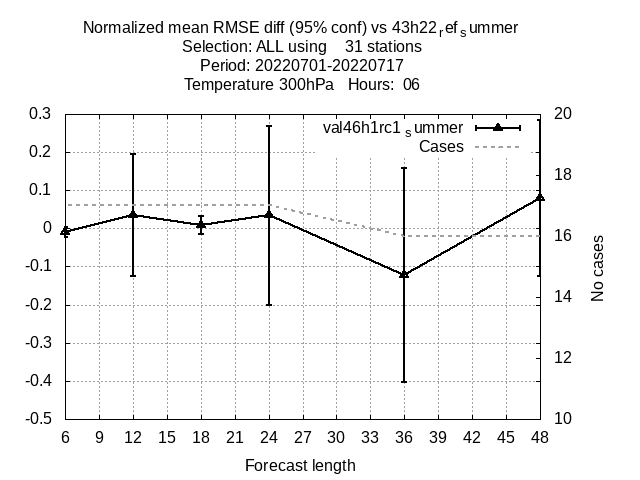 Normalized mean RMSE diff (95% conf) vs 43h22refsummer
Selection: ALL using 31 stations
Period: 20220701-20220717
Temperature 300hPa Hours: 06
val46h1rc1summer
Cases
0.3
0.2
0.1
0
-0.1
-0.2
-0.3
-0.4
-0.5
20
18
16
14
12
10
No cases
6 9 12 15 18 21 24 27 30 33 36 39 42 45 48
Forecast length